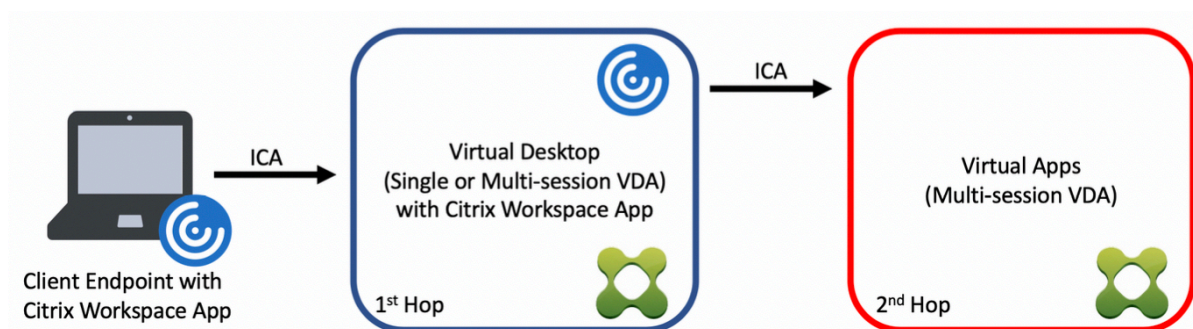 Client Endpoint with
Citrix Workspace App
ICA
Virtual Desktop
(Single or Multi-session VDA)
with Citrix Workspace App
1st Hop
ICA
Virtual Apps
(Multi-session VDA)
2nd Hop